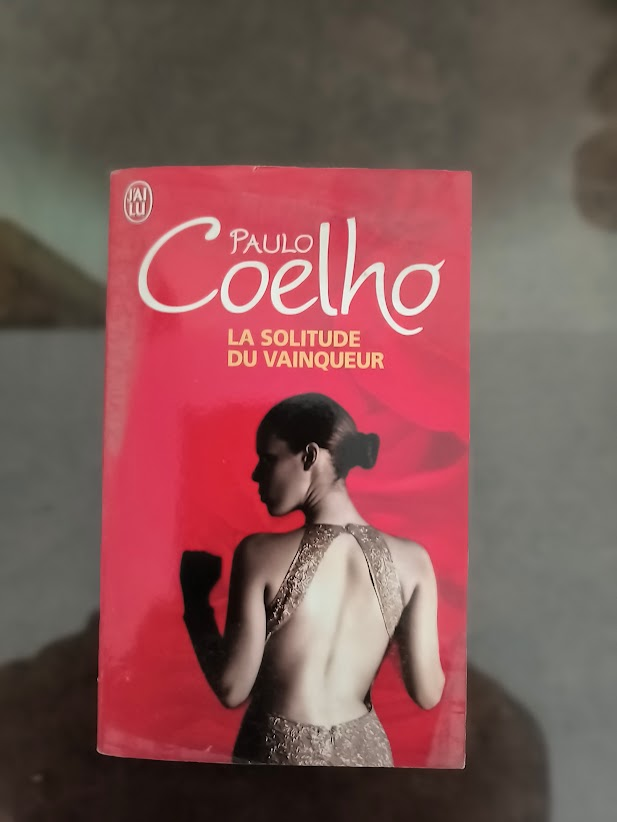 J'AI
LU
PAULO
Coelho
LA SOLITUDE
DU VAINQUEUR